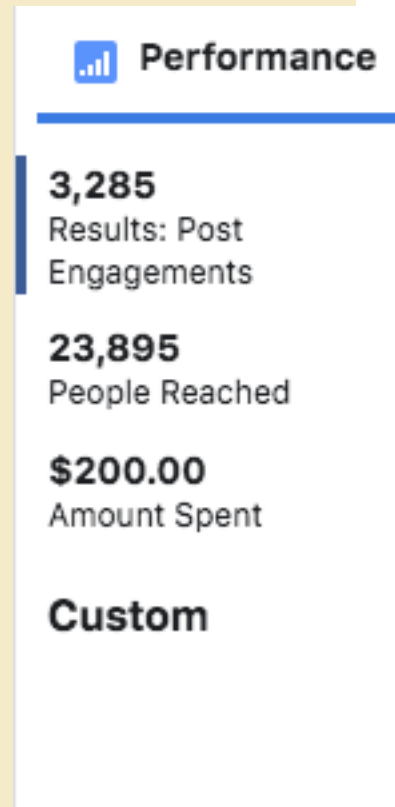 Performance
3,285
Results: Post
Engagements
23,895
People Reached
$200.00
Amount Spent
Custom